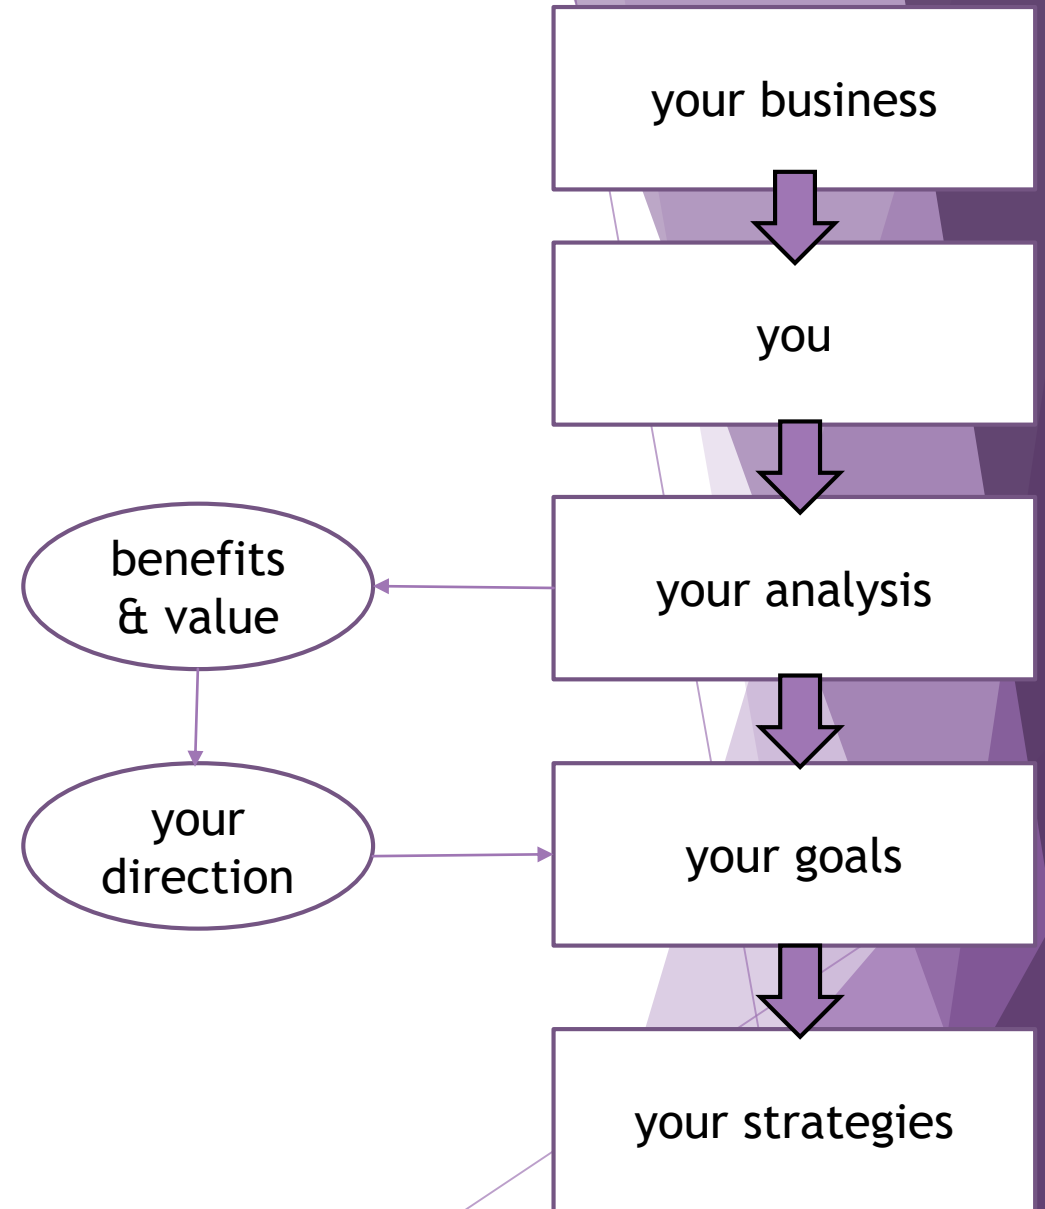 your business
you
your analysis
benefits
& value
your
direction
your goals
your strategies